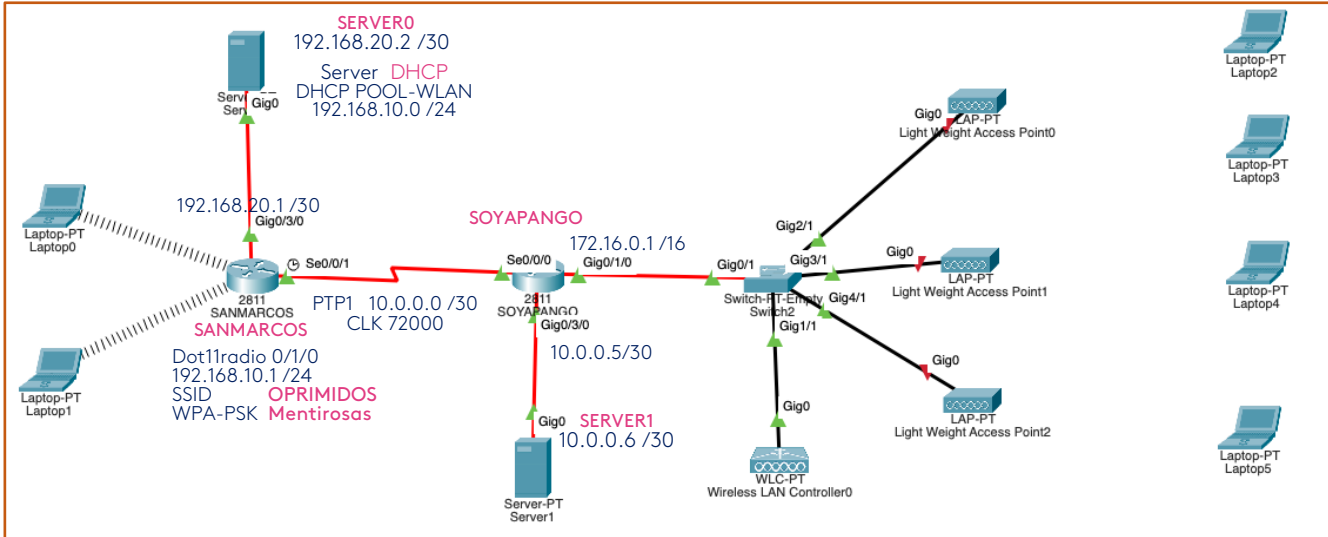 SERVER0
192.168.20.2 /30
Server DHCP
DHCP POOL-WLAN
192.168.10.0 /24
Gig0
192.168.20.1 /30
Gig0/3/0
Laptop-PT
Laptop0
Laptop-PT
Laptop1
Se0/0/1
2811
SANMARCOS
SANMARCOS
Dot11radio 0/1/0
192.168.10.1 /24
SSID OPRIMIDOS
WPA-PSK Mentirosas
PTP1 10.0.0.0 /30
CLK 72000
SOYAPANGO
172.16.0.1 /16
Se0/0/0
Gig0/1/0
2811
SOYAPANGO
Gig0/3/0
10.0.0.5/30
Gig0
SERVER1
10.0.0.6 /30
Server-PT
Server1
Gig0/1
Gig2/1
Gig3/1
Gig4/1
Gig1/1
Switch-PT-Empty
Switch2
Gig0
WLC-PT
Wireless LAN Controller0
Gig0
LAP-PT
Light Weight Access Point0
Gig0
LAP-PT
Light Weight Access Point1
Gig0
LAP-PT
Light Weight Access Point2
Laptop-PT
Laptop2
Laptop-PT
Laptop3
Laptop-PT
Laptop4
Laptop-PT
Laptop5